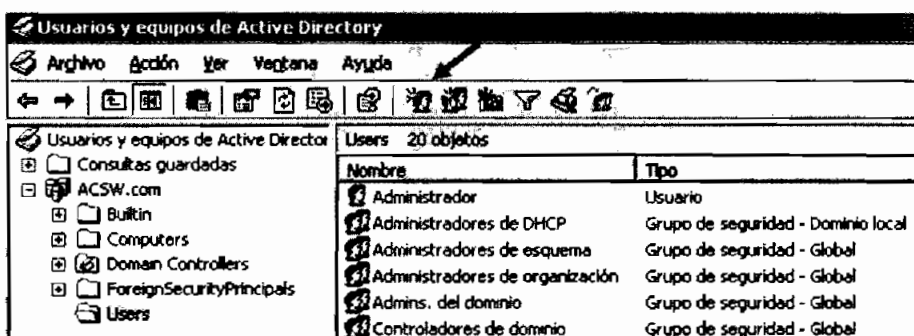 Usuarios y equipos de Active Directory
Archivo Acción Ver Ventana Ayuda
Usuarios y equipos de Active Director
Users 20 objetos
Consultas guardadas
Nombre Tipo
ACSW.com
Administrador Usuario
Builtin
Administradores de DHCP Grupo de seguridad - Dominio local
Computers
Administradores de esquema Grupo de seguridad - Global
Domain Controllers
Administradores de organización Grupo de seguridad - Global
ForeignSecurityPrincipals
Admins. del dominio Grupo de seguridad - Global
Users
Controladores de dominio Grupo de seguridad - Global